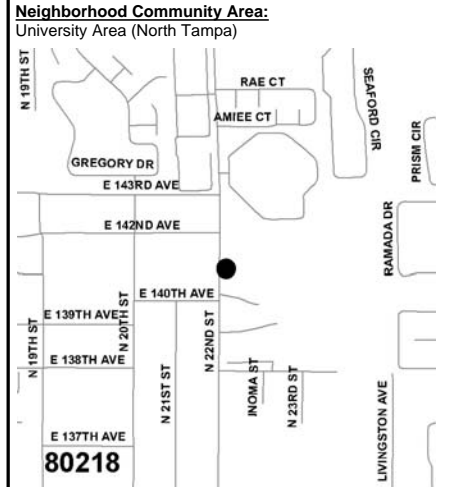 Neighborhood Community Area:
University Area (North Tampa)
N 19TH ST
RAE CT
SEAFORD CIR
AMIEE CT
PRISM CIR
GREGORY DR
E 143RD AVE
E 142ND AVE
RAMADA DR
E 140TH AVE
E 139TH AVE
N 20TH ST
N 19TH ST
N 22ND ST
E 138TH AVE
N 21ST ST
INOMA ST
N 23RD ST
LIVINGSTON AVE
E 137TH AVE
80218